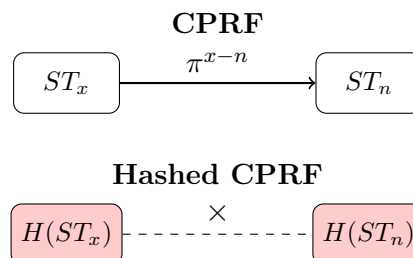 CPRF
π^{x−n}
ST_x ST_n
Hashed CPRF
×
H(ST_x) H(ST_n)